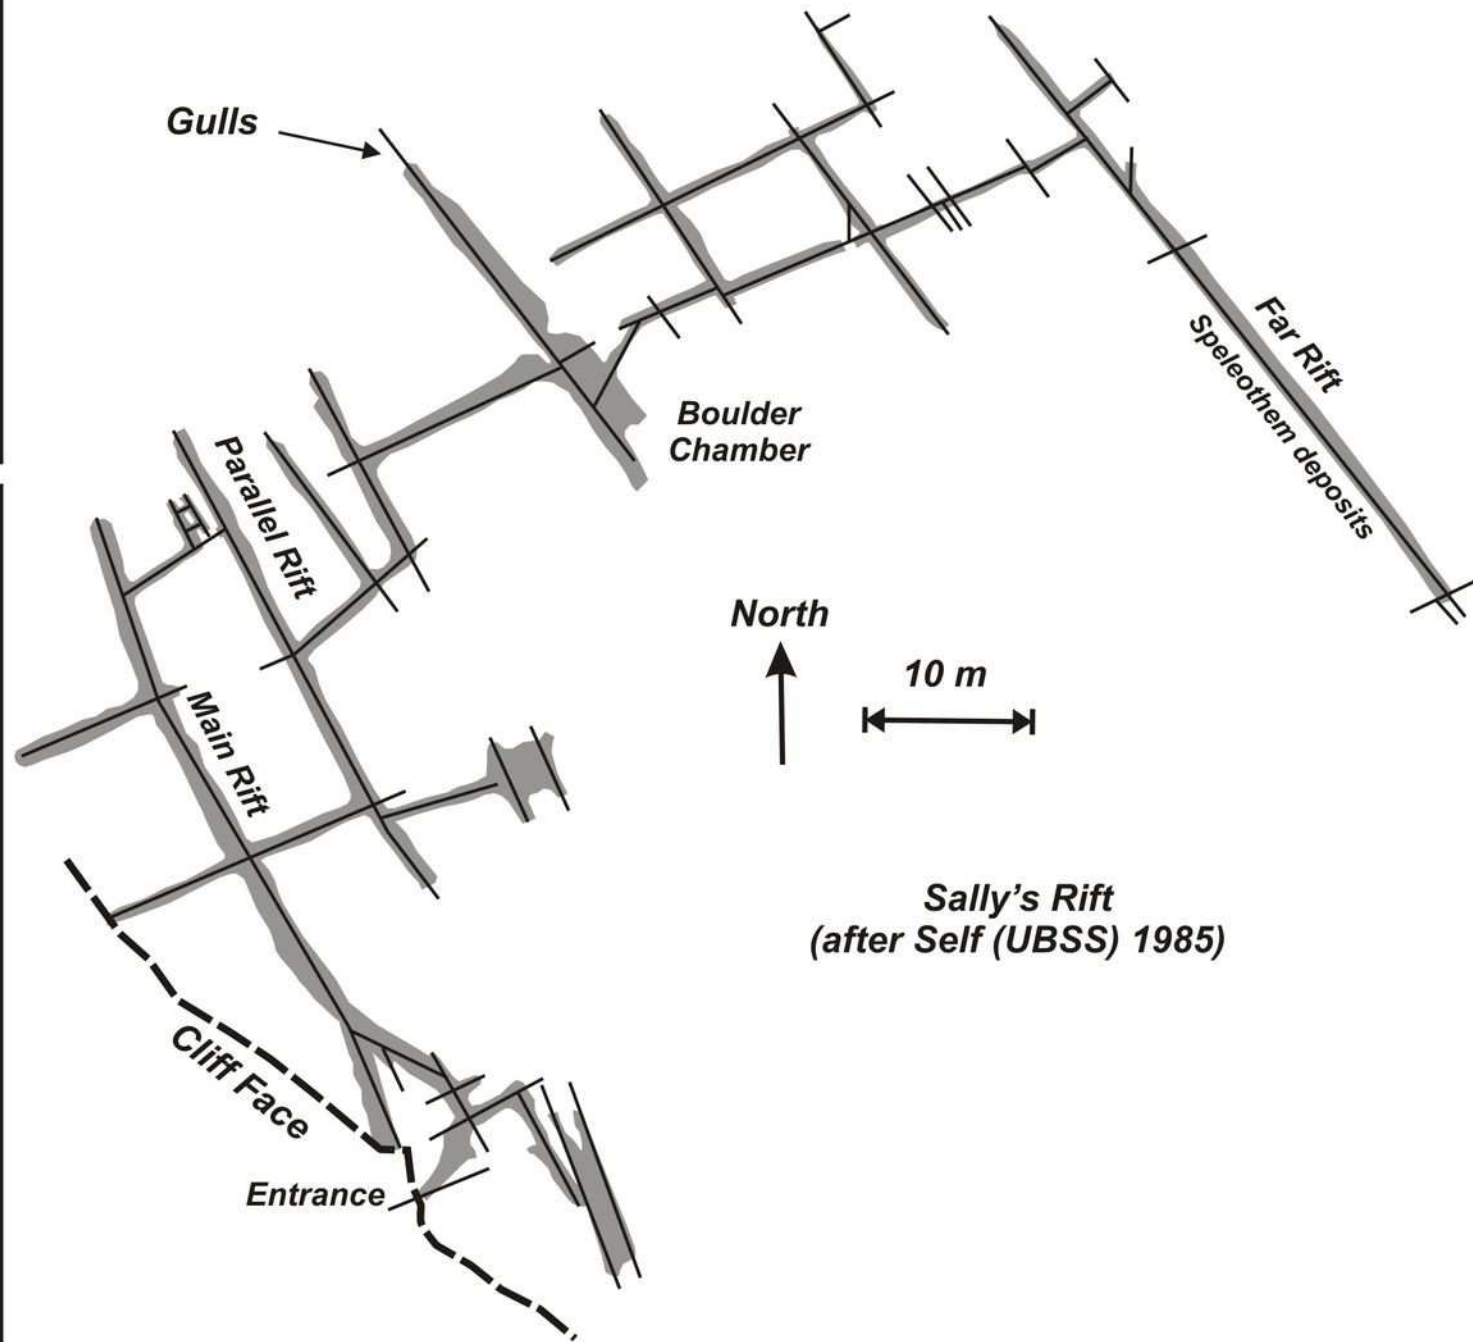 Gulls
Far Rift
Speleothem deposits
Boulder
Chamber
Parallel Rift
North
10 m
Main Rift
Sally's Rift
(after Self (UBSS) 1985)
Cliff Face
Entrance